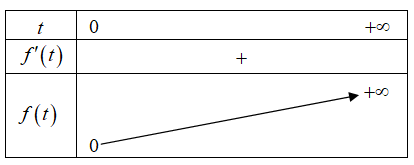 t 0 +∞
f′(t) +
+∞
f(t)
0